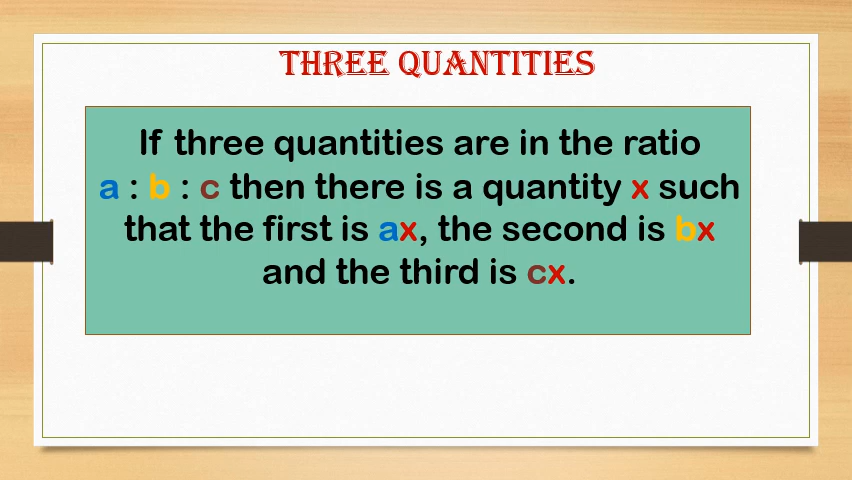 THREE QUANTITIES
If three quantities are in the ratio
a : b : c then there is a quantity x such
that the first is ax, the second is bx
and the third is cx.